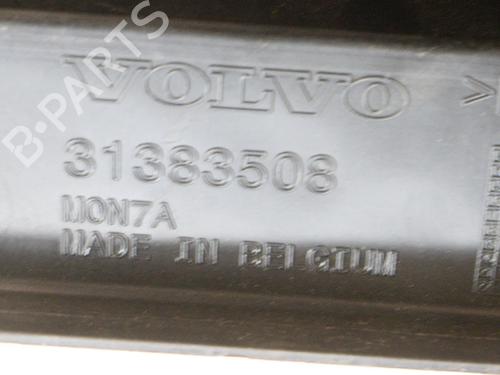 VOLVO
31383508
MON7A
MADE IN BELGIUM
B-PARTS